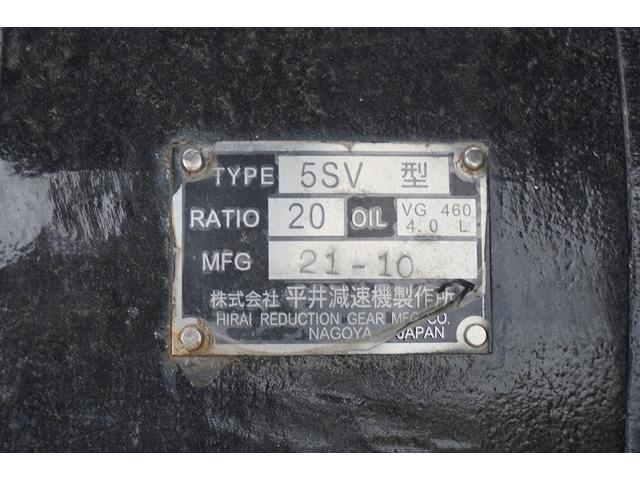 TYPE 5SV 型
RATIO 20 OIL VG 460 4.0 L
MFG 21-10
株式会社 平井減速機製作所
HIRAI REDUCTION GEAR MFG CO.
NAGOYA JAPAN